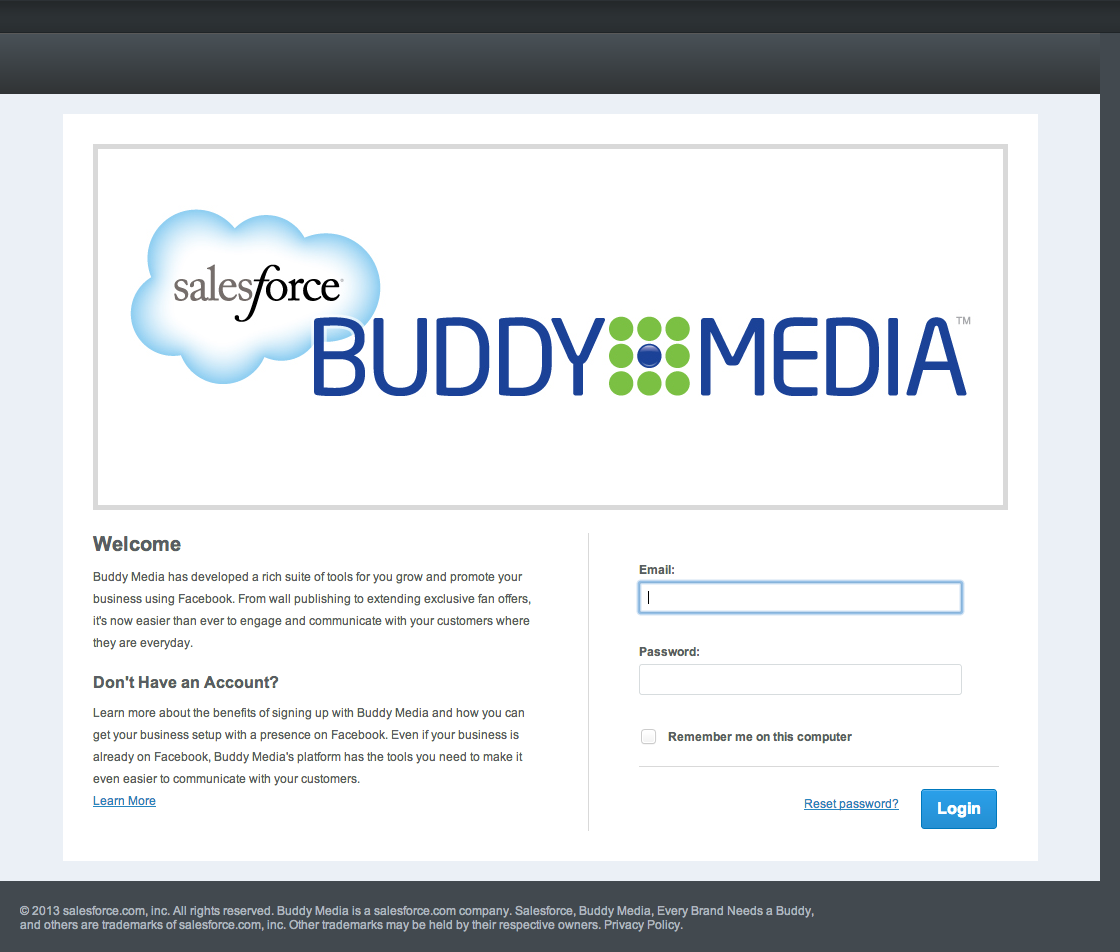 salesforce
BUDDY MEDIA™
Welcome
Buddy Media has developed a rich suite of tools for you grow and promote your
business using Facebook. From wall publishing to extending exclusive fan offers,
it's now easier than ever to engage and communicate with your customers where
they are everyday.
Don't Have an Account?
Learn more about the benefits of signing up with Buddy Media and how you can
get your business setup with a presence on Facebook. Even if your business is
already on Facebook, Buddy Media's platform has the tools you need to make it
even easier to communicate with your customers.
Learn More
Email:
Password:
Remember me on this computer
Reset password?
Login
© 2013 salesforce.com, inc. All rights reserved. Buddy Media is a salesforce.com company. Salesforce, Buddy Media, Every Brand Needs a Buddy,
and others are trademarks of salesforce.com, inc. Other trademarks may be held by their respective owners. Privacy Policy.